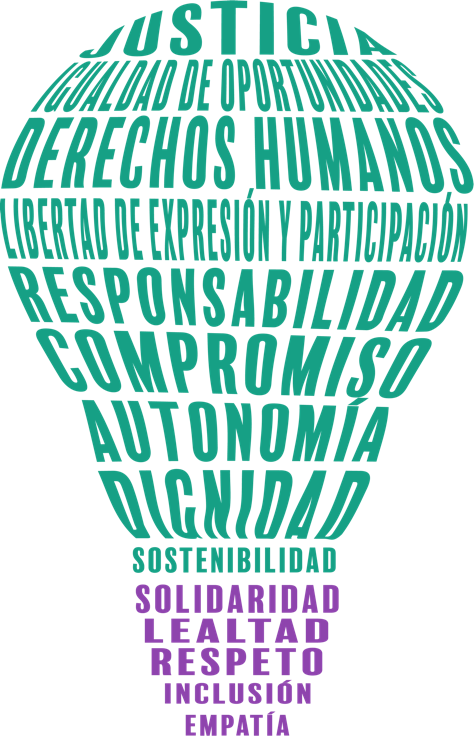 JUSTICIA
IGUALDAD DE OPORTUNIDADES
DERECHOS HUMANOS
LIBERTAD DE EXPRESIÓN Y PARTICIPACIÓN
RESPONSABILIDAD
COMPROMISO
AUTONOMÍA
DIGNIDAD
SOSTENIBILIDAD
SOLIDARIDAD
LEALTAD
RESPETO
INCLUSIÓN
EMPATÍA